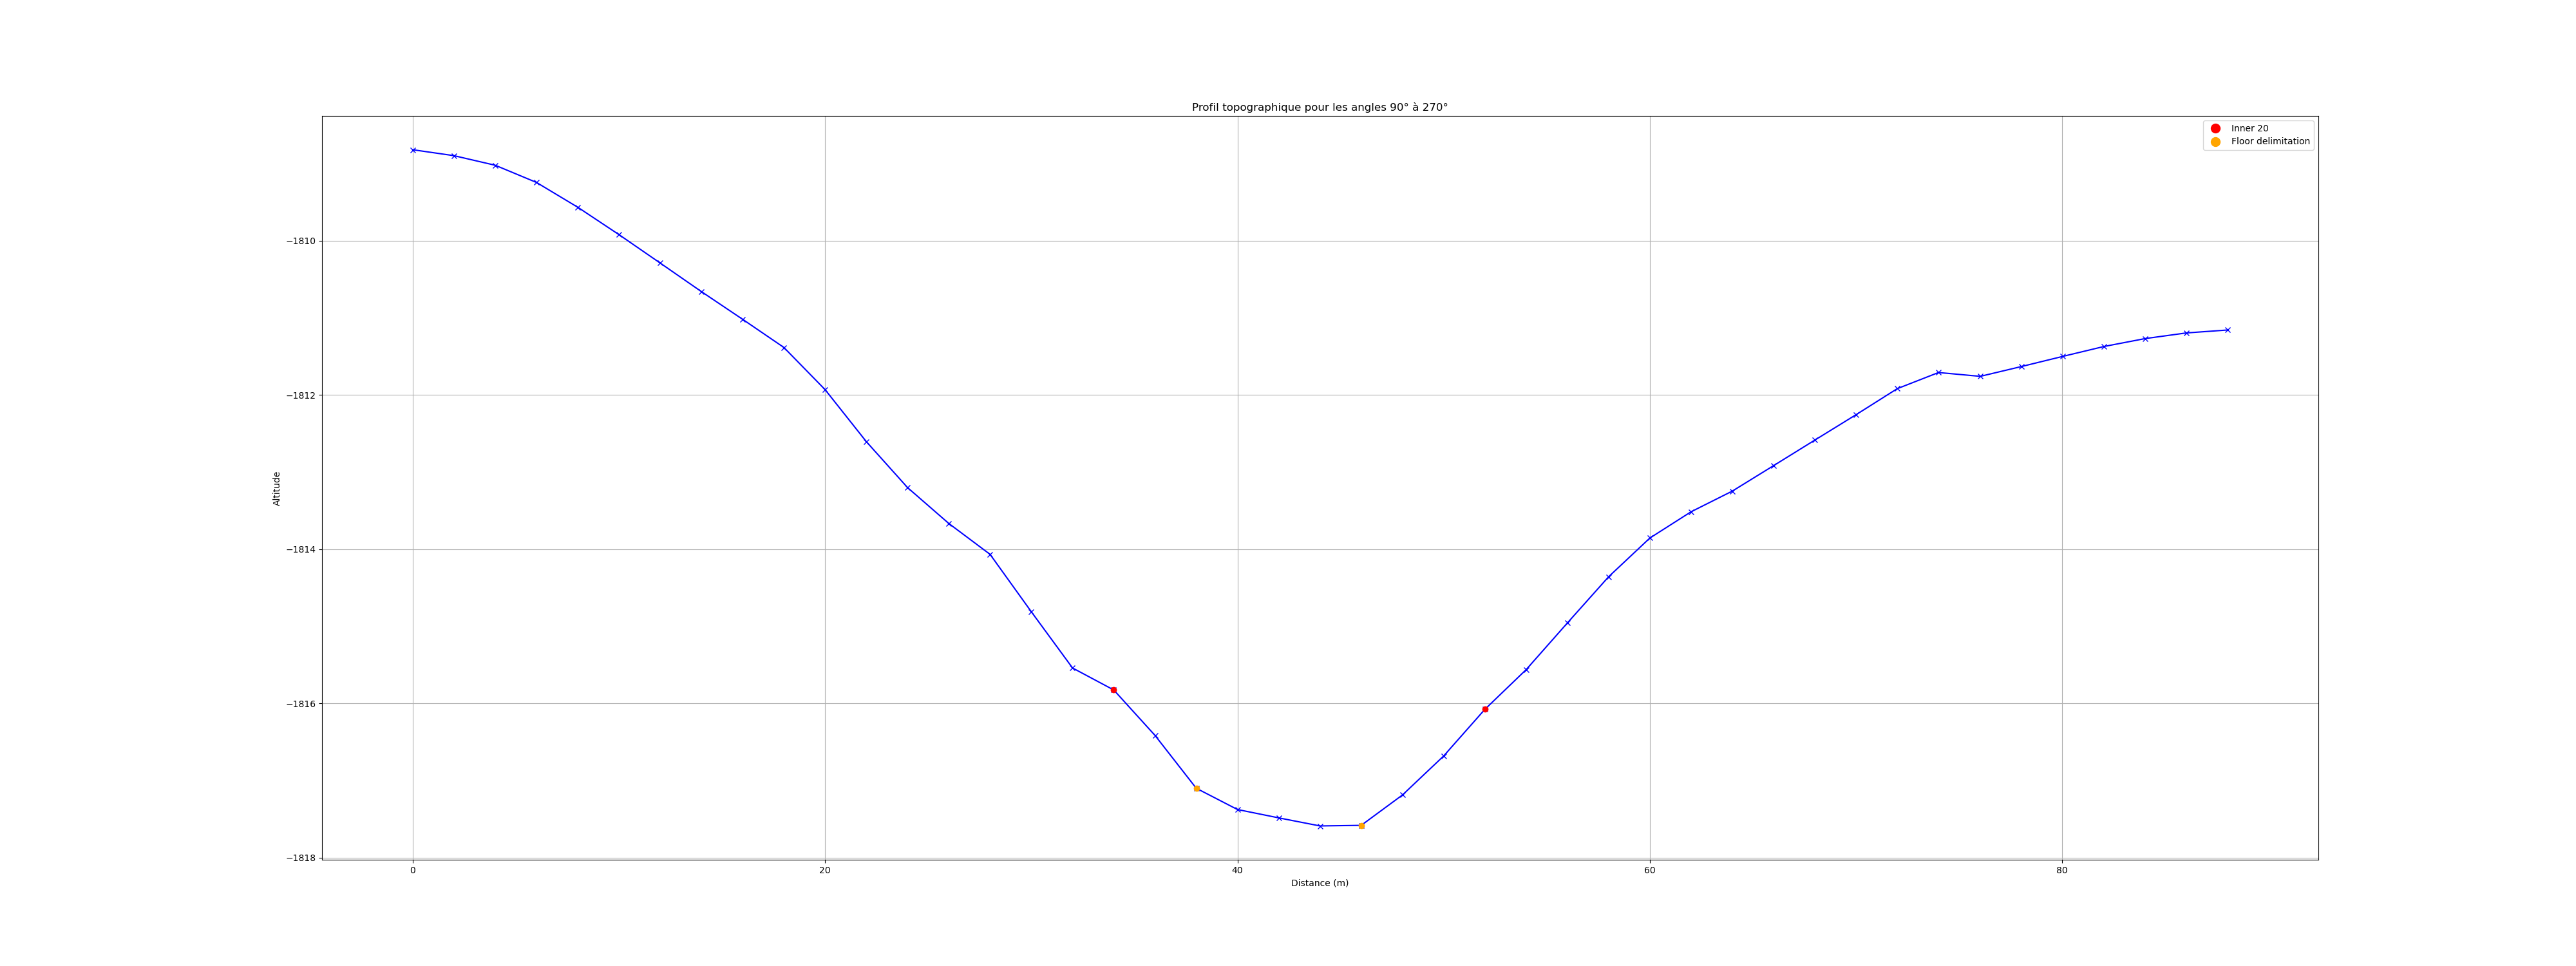 Profil topographique pour les angles 90° à 270°
Inner 20
Floor delimitation
−1810
−1812
−1814
−1816
−1818
Altitude
0 20 40 60 80
Distance (m)